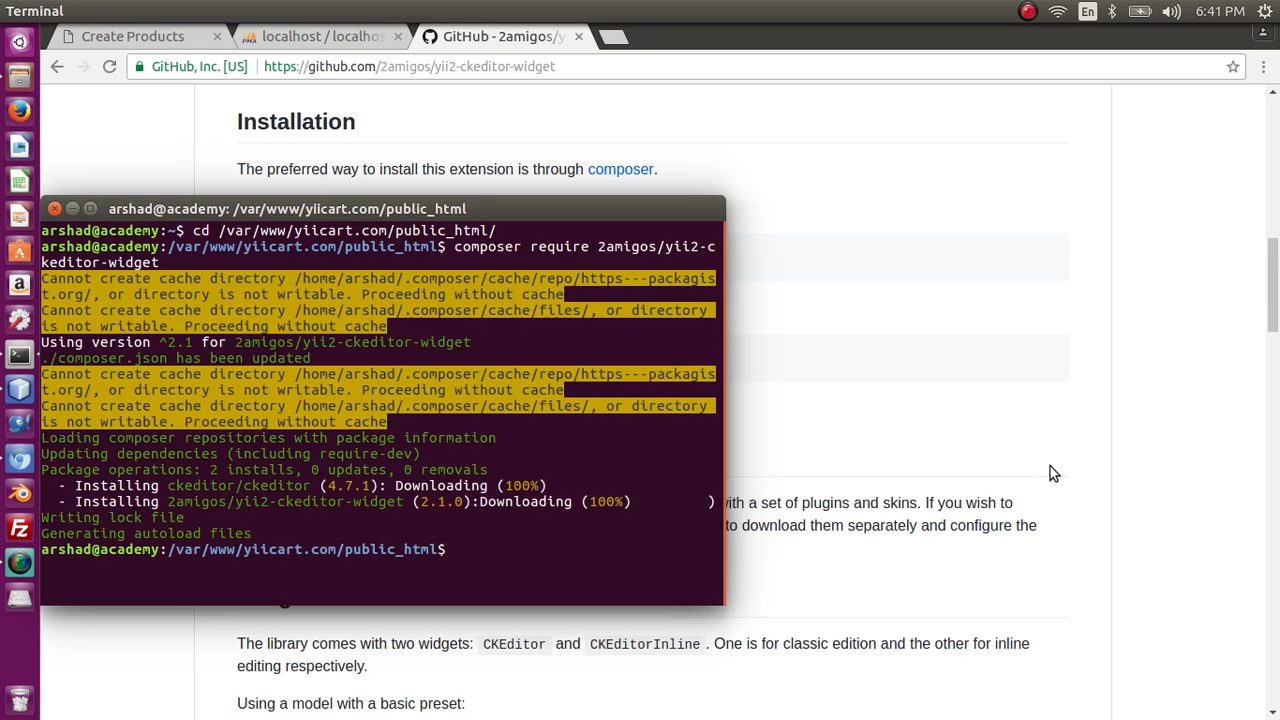 Terminal
En
6:41 PM
Create Products
localhost / localhos
GitHub - 2amigos/y
GitHub, Inc. [US]
https://github.com/2amigos/yii2-ckeditor-widget
Installation
The preferred way to install this extension is through composer.
arshad@academy: /var/www/yiicart.com/public_html
arshad@academy:~$ cd /var/www/yiicart.com/public_html/
arshad@academy:/var/www/yiicart.com/public_html$ composer require 2amigos/yii2-c
keditor-widget
Cannot create cache directory /home/arshad/.composer/cache/repo/https---packagis
t.org/, or directory is not writable. Proceeding without cache
Cannot create cache directory /home/arshad/.composer/cache/files/, or directory
is not writable. Proceeding without cache
Using version ^2.1 for 2amigos/yii2-ckeditor-widget
./composer.json has been updated
Cannot create cache directory /home/arshad/.composer/cache/repo/https---packagis
t.org/, or directory is not writable. Proceeding without cache
Cannot create cache directory /home/arshad/.composer/cache/files/, or directory
is not writable. Proceeding without cache
Loading composer repositories with package information
Updating dependencies (including require-dev)
Package operations: 2 installs, 0 updates, 0 removals
- Installing ckeditor/ckeditor (4.7.1): Downloading (100%)
- Installing 2amigos/yii2-ckeditor-widget (2.1.0):Downloading (100%) )
Writing lock file
Generating autoload files
arshad@academy:/var/www/yiicart.com/public_html$
with a set of plugins and skins. If you wish to
to download them separately and configure the
The library comes with two widgets: CKEditor and CKEditorInline. One is for classic edition and the other for inline
editing respectively.
Using a model with a basic preset: